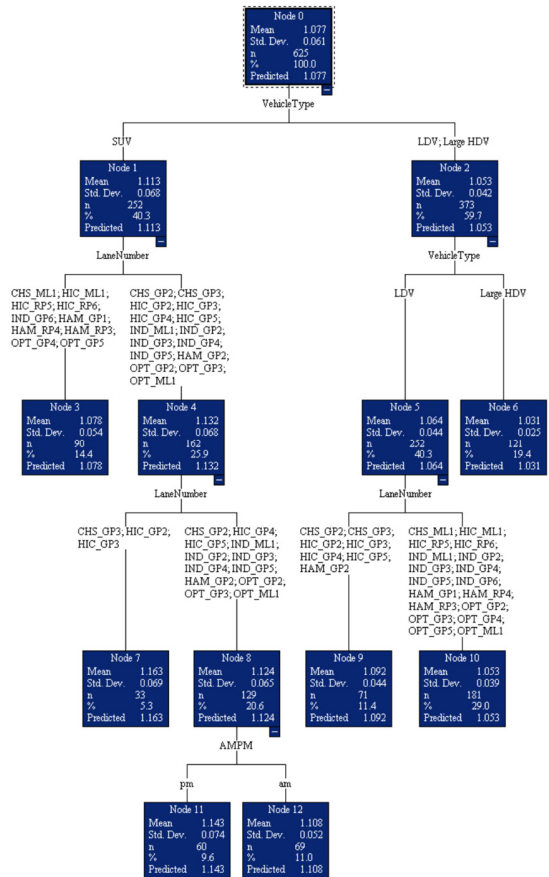 Node 0
Mean 1.077
Std. Dev. 0.061
n 625
% 100.0
Predicted 1.077
VehicleType
SUV
LDV; Large HDV
Node 1
Mean 1.113
Std. Dev. 0.068
n 252
% 40.3
Predicted 1.113
Node 2
Mean 1.053
Std. Dev. 0.042
n 373
% 59.7
Predicted 1.053
LaneNumber
VehicleType
CHS_ML1; HIC_ML1;
HIC_RP5; HIC_RP6;
IND_GP6; HAM_GP1;
HAM_RP4; HAM_RP3;
OPT_GP4; OPT_GP5
CHS_GP2; CHS_GP3;
HIC_GP2; HIC_GP3;
HIC_GP4; HIC_GP5;
IND_ML1; IND_GP2;
IND_GP3; IND_GP4;
IND_GP5; HAM_GP2;
OPT_GP2; OPT_GP3;
OPT_ML1
LDV
Large HDV
Node 3
Mean 1.078
Std. Dev. 0.054
n 90
% 14.4
Predicted 1.078
Node 4
Mean 1.132
Std. Dev. 0.068
n 162
% 25.9
Predicted 1.132
Node 5
Mean 1.064
Std. Dev. 0.044
n 252
% 40.3
Predicted 1.064
Node 6
Mean 1.031
Std. Dev. 0.025
n 121
% 19.4
Predicted 1.031
LaneNumber
LaneNumber
CHS_GP3; HIC_GP2;
HIC_GP3
CHS_GP2; HIC_GP4;
HIC_GP5; IND_ML1;
IND_GP2; IND_GP3;
IND_GP4; IND_GP5;
HAM_GP2; OPT_GP2;
OPT_GP3; OPT_ML1
CHS_GP2; CHS_GP3;
HIC_GP2; HIC_GP3;
HIC_GP4; HIC_GP5;
HAM_GP2
CHS_ML1; HIC_ML1;
HIC_RP5; HIC_RP6;
IND_ML1; IND_GP2;
IND_GP3; IND_GP4;
IND_GP5; IND_GP6;
HAM_GP1; HAM_RP4;
HAM_RP3; OPT_GP2;
OPT_GP3; OPT_GP4;
OPT_GP5; OPT_ML1
Node 7
Mean 1.163
Std. Dev. 0.069
n 33
% 5.3
Predicted 1.163
Node 8
Mean 1.124
Std. Dev. 0.065
n 129
% 20.6
Predicted 1.124
Node 9
Mean 1.092
Std. Dev. 0.044
n 71
% 11.4
Predicted 1.092
Node 10
Mean 1.053
Std. Dev. 0.039
n 181
% 29.0
Predicted 1.053
AMPM
pm
am
Node 11
Mean 1.143
Std. Dev. 0.074
n 60
% 9.6
Predicted 1.143
Node 12
Mean 1.108
Std. Dev. 0.052
n 69
% 11.0
Predicted 1.108